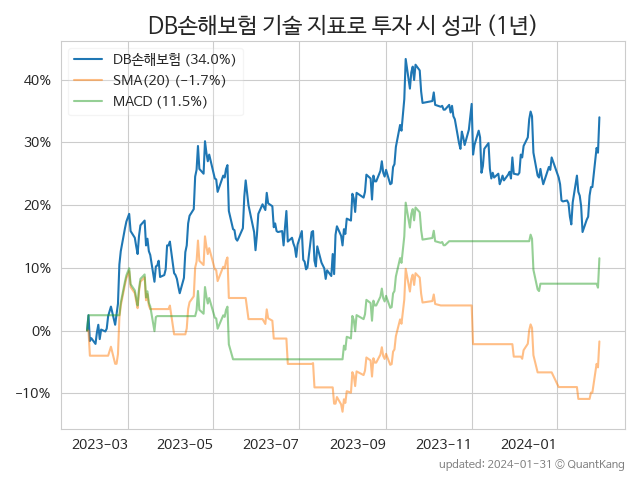 DB손해보험 기술 지표로 투자 시 성과 (1년)
DB손해보험 (34.0%)
SMA(20) (−1.7%)
MACD (11.5%)
40%
30%
20%
10%
0%
−10%
2023-03
2023-05
2023-07
2023-09
2023-11
2024-01
updated: 2024-01-31 © QuantKang